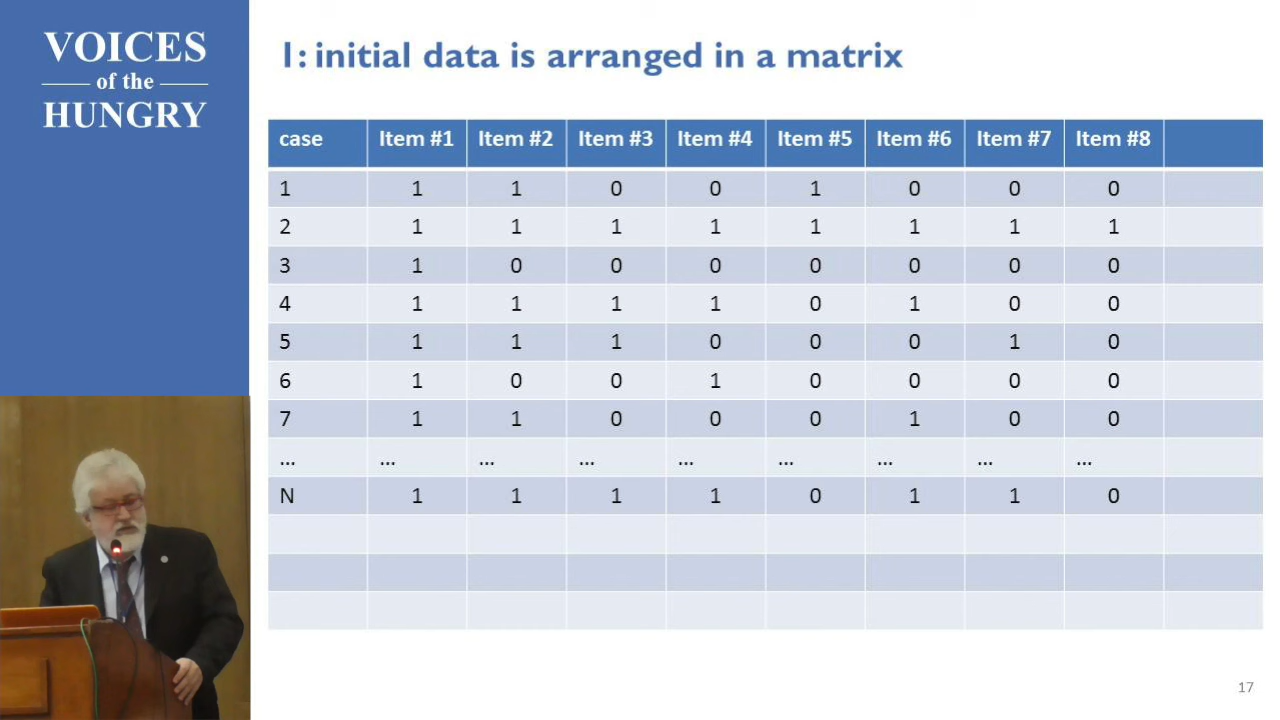 VOICES
of the
HUNGRY
1: initial data is arranged in a matrix
case Item #1 Item #2 Item #3 Item #4 Item #5 Item #6 Item #7 Item #8
1 1 1 0 0 1 0 0 0
2 1 1 1 1 1 1 1 1
3 1 0 0 0 0 0 0 0
4 1 1 1 1 0 1 0 0
5 1 1 1 0 0 0 1 0
6 1 0 0 1 0 0 0 0
7 1 1 0 0 0 1 0 0
... ... ... ... ... ... ... ... ...
N 1 1 1 1 0 1 1 0
17